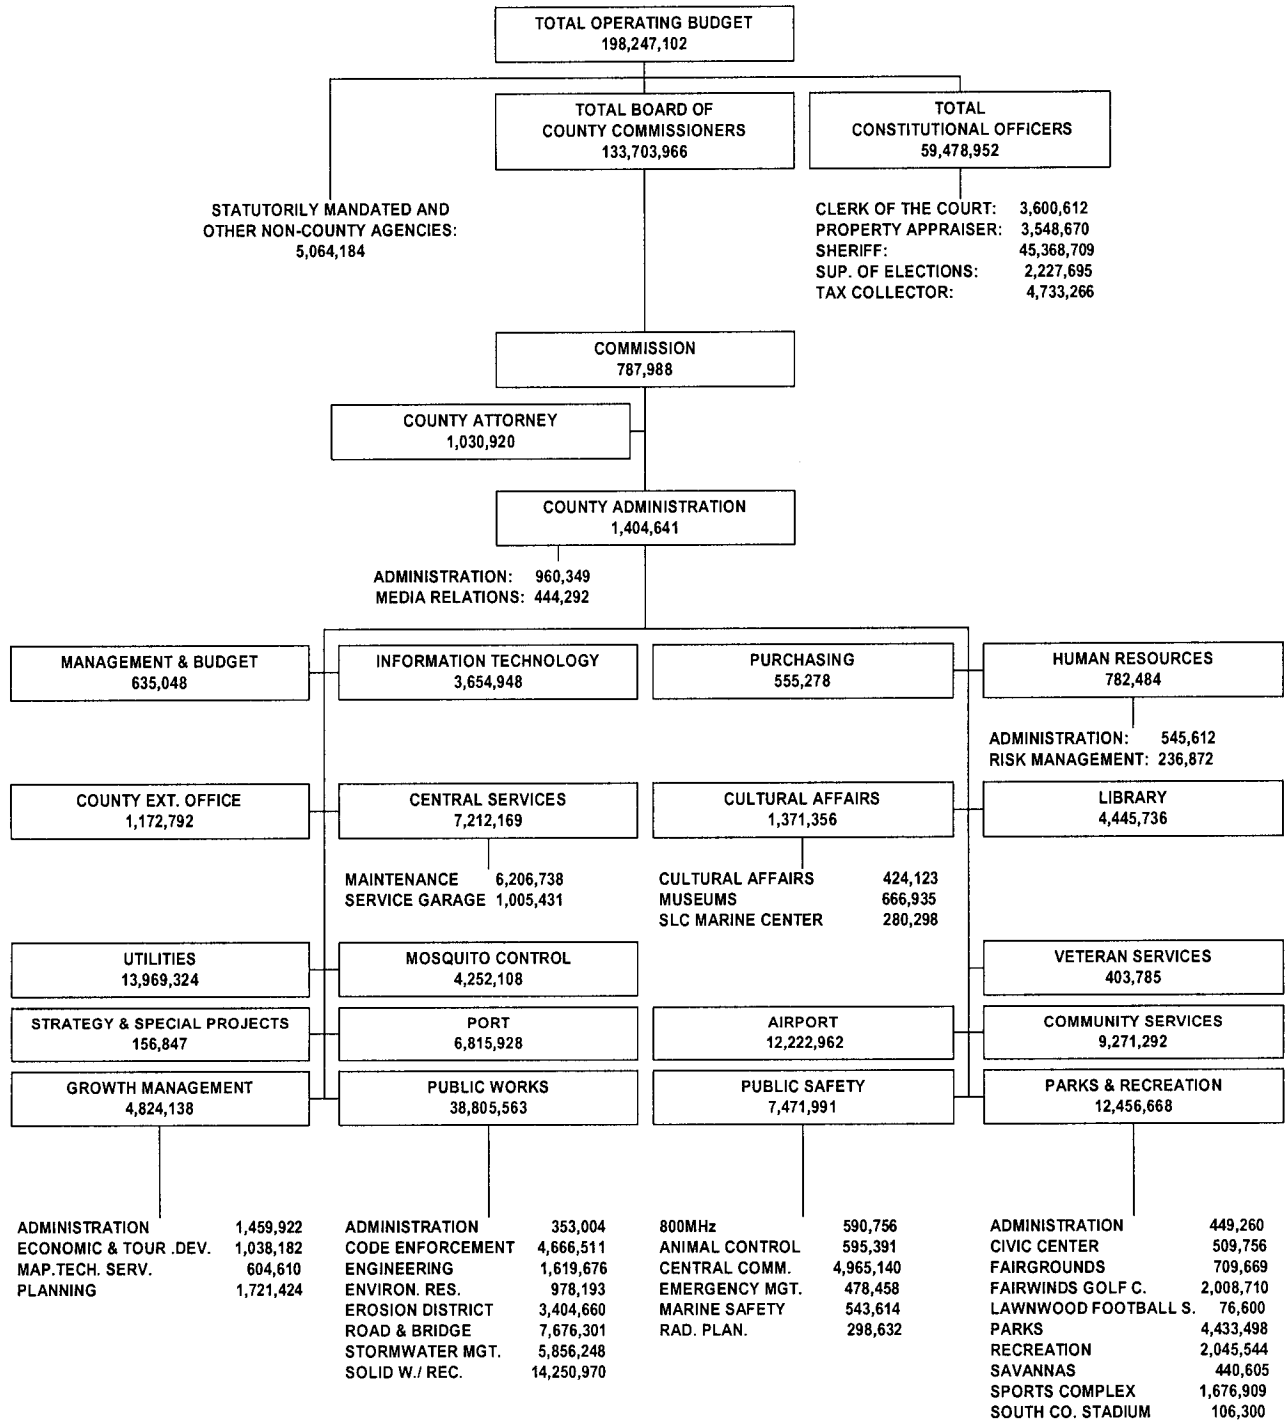 TOTAL OPERATING BUDGET
198,247,102
TOTAL BOARD OF
COUNTY COMMISSIONERS
133,703,966
TOTAL
CONSTITUTIONAL OFFICERS
59,478,952
STATUTORILY MANDATED AND
OTHER NON-COUNTY AGENCIES:
5,064,184
CLERK OF THE COURT: 3,600,612
PROPERTY APPRAISER: 3,548,670
SHERIFF: 45,368,709
SUP. OF ELECTIONS: 2,227,695
TAX COLLECTOR: 4,733,266
COMMISSION
787,988
COUNTY ATTORNEY
1,030,920
COUNTY ADMINISTRATION
1,404,641
ADMINISTRATION: 960,349
MEDIA RELATIONS: 444,292
MANAGEMENT & BUDGET
635,048
INFORMATION TECHNOLOGY
3,654,948
PURCHASING
555,278
HUMAN RESOURCES
782,484
ADMINISTRATION: 545,612
RISK MANAGEMENT: 236,872
COUNTY EXT. OFFICE
1,172,792
CENTRAL SERVICES
7,212,169
CULTURAL AFFAIRS
1,371,356
LIBRARY
4,445,736
MAINTENANCE 6,206,738
SERVICE GARAGE 1,005,431
CULTURAL AFFAIRS 424,123
MUSEUMS 666,935
SLC MARINE CENTER 280,298
UTILITIES
13,969,324
MOSQUITO CONTROL
4,252,108
VETERAN SERVICES
403,785
STRATEGY & SPECIAL PROJECTS
156,847
PORT
6,815,928
AIRPORT
12,222,962
COMMUNITY SERVICES
9,271,292
GROWTH MANAGEMENT
4,824,138
PUBLIC WORKS
38,805,563
PUBLIC SAFETY
7,471,991
PARKS & RECREATION
12,456,668
ADMINISTRATION 1,459,922
ECONOMIC & TOUR .DEV. 1,038,182
MAP.TECH. SERV. 604,610
PLANNING 1,721,424
ADMINISTRATION 353,004
CODE ENFORCEMENT 4,666,511
ENGINEERING 1,619,676
ENVIRON. RES. 978,193
EROSION DISTRICT 3,404,660
ROAD & BRIDGE 7,676,301
STORMWATER MGT. 5,856,248
SOLID W./ REC. 14,250,970
800MHz 590,756
ANIMAL CONTROL 595,391
CENTRAL COMM. 4,965,140
EMERGENCY MGT. 478,458
MARINE SAFETY 543,614
RAD. PLAN. 298,632
ADMINISTRATION 449,260
CIVIC CENTER 509,756
FAIRGROUNDS 709,669
FAIRWINDS GOLF C. 2,008,710
LAWNWOOD FOOTBALL S. 76,600
PARKS 4,433,498
RECREATION 2,045,544
SAVANNAS 440,605
SPORTS COMPLEX 1,676,909
SOUTH CO. STADIUM 106,300